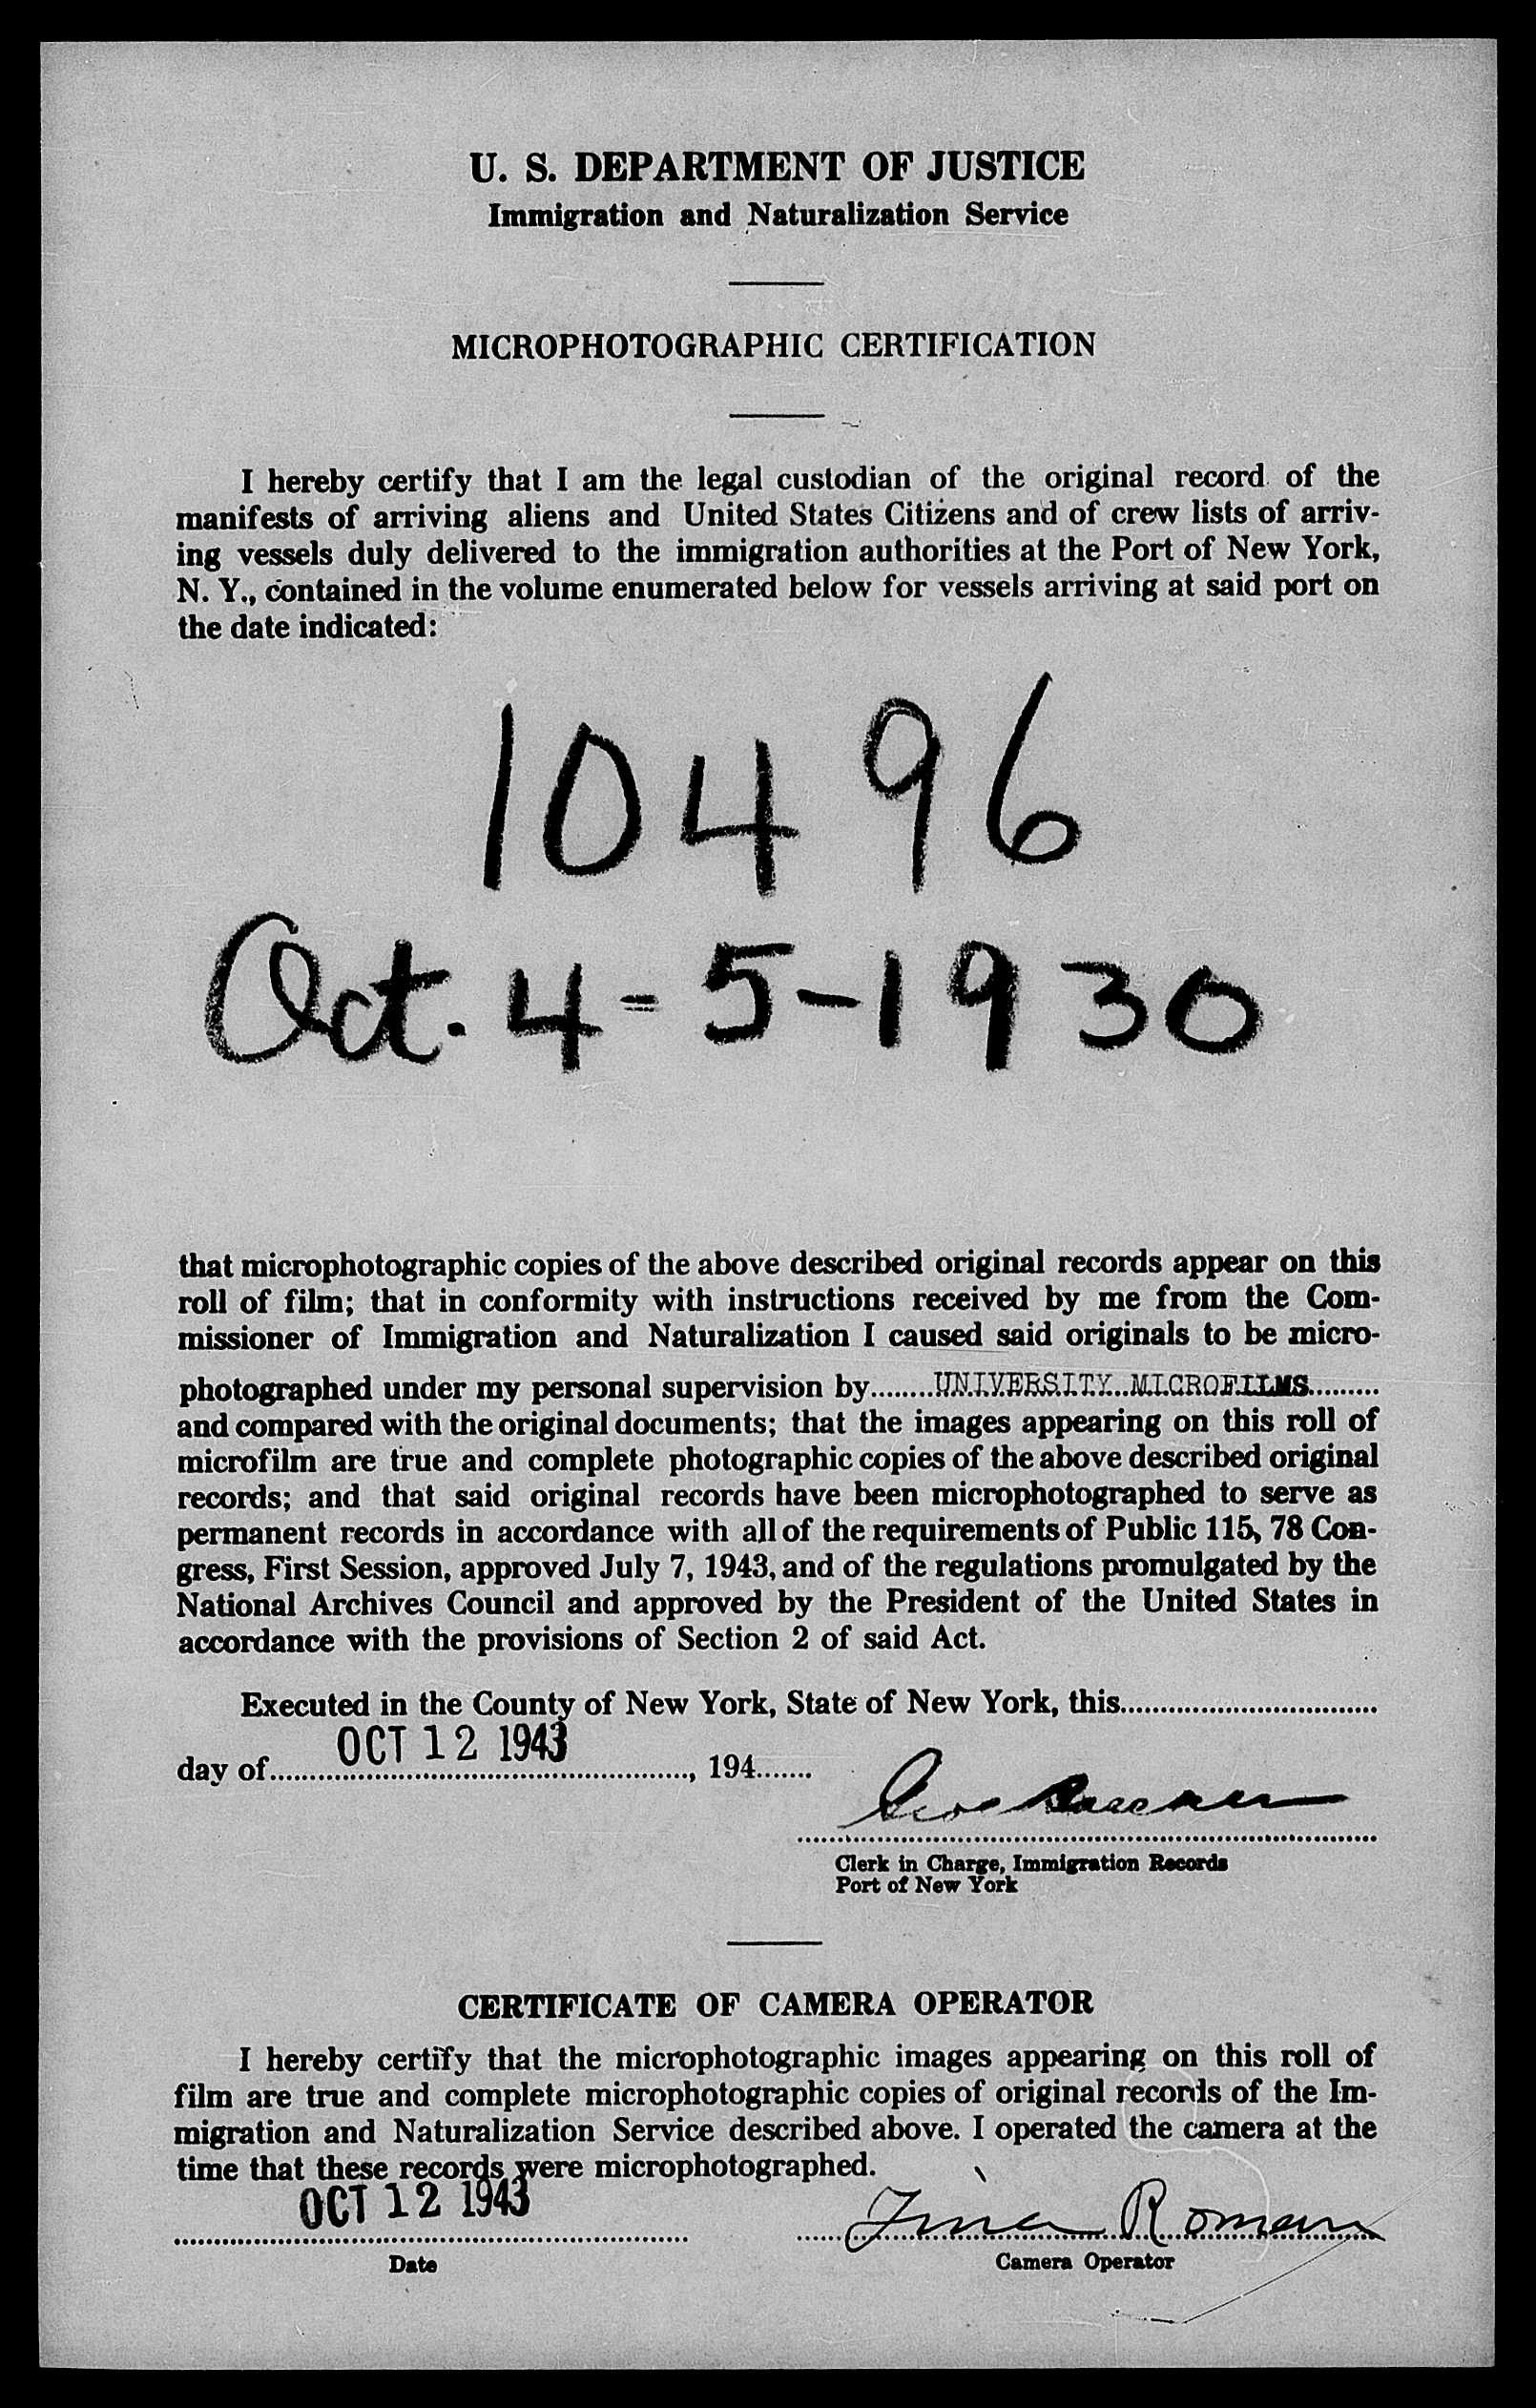 U. S. DEPARTMENT OF JUSTICE
Immigration and Naturalization Service
MICROPHOTOGRAPHIC CERTIFICATION
I hereby certify that I am the legal custodian of the original record of the
manifests of arriving aliens and United States Citizens and of crew lists of arriv-
ing vessels duly delivered to the immigration authorities at the Port of New York,
N. Y., contained in the volume enumerated below for vessels arriving at said port on
the date indicated:
10496
Oct. 4 = 5 - 1930
that microphotographic copies of the above described original records appear on this
roll of film; that in conformity with instructions received by me from the Com-
missioner of Immigration and Naturalization I caused said originals to be micro-
photographed under my personal supervision by........UNIVERSITY MICROFILMS.........
and compared with the original documents; that the images appearing on this roll of
microfilm are true and complete photographic copies of the above described original
records; and that said original records have been microphotographed to serve as
permanent records in accordance with all of the requirements of Public 115, 78 Con-
gress, First Session, approved July 7, 1943, and of the regulations promulgated by the
National Archives Council and approved by the President of the United States in
accordance with the provisions of Section 2 of said Act.
Executed in the County of New York, State of New York, this................................
day of OCT 12 1943, 194.......
Clerk in Charge, Immigration Records
Port of New York
CERTIFICATE OF CAMERA OPERATOR
I hereby certify that the microphotographic images appearing on this roll of
film are true and complete microphotographic copies of original records of the Im-
migration and Naturalization Service described above. I operated the camera at the
time that these records were microphotographed.
OCT 12 1943 Tina Roman
Date Camera Operator